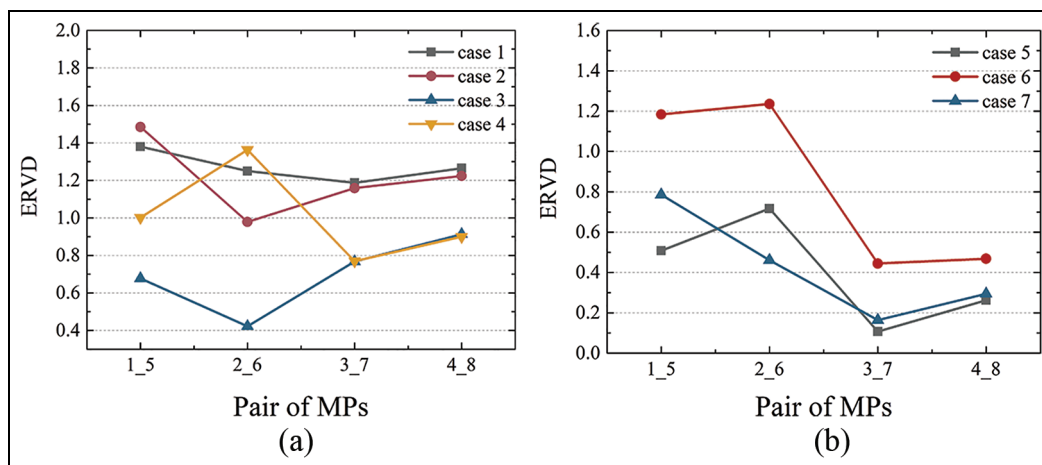 2.0
1.8
1.6
1.4
1.2
1.0
0.8
0.6
0.4
ERVD
case 1
case 2
case 3
case 4
1_5 2_6 3_7 4_8
Pair of MPs
(a)
1.6
1.4
1.2
1.0
0.8
0.6
0.4
0.2
0.0
ERVD
case 5
case 6
case 7
1_5 2_6 3_7 4_8
Pair of MPs
(b)